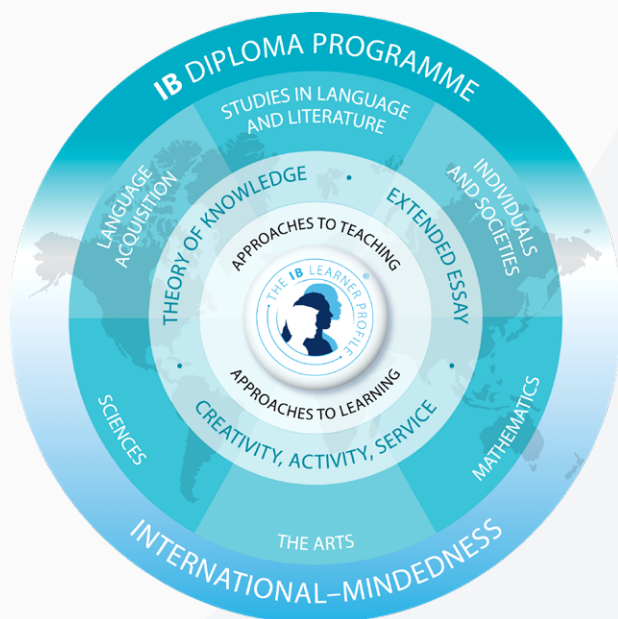 IB DIPLOMA PROGRAMME
STUDIES IN LANGUAGE
AND LITERATURE
LANGUAGE
ACQUISITION
INDIVIDUALS
AND SOCIETIES
THEORY OF KNOWLEDGE
•
EXTENDED ESSAY
APPROACHES TO TEACHING
• THE IB LEARNER PROFILE •
®
APPROACHES TO LEARNING
•
CREATIVITY, ACTIVITY, SERVICE
•
SCIENCES
MATHEMATICS
THE ARTS
INTERNATIONAL–MINDEDNESS